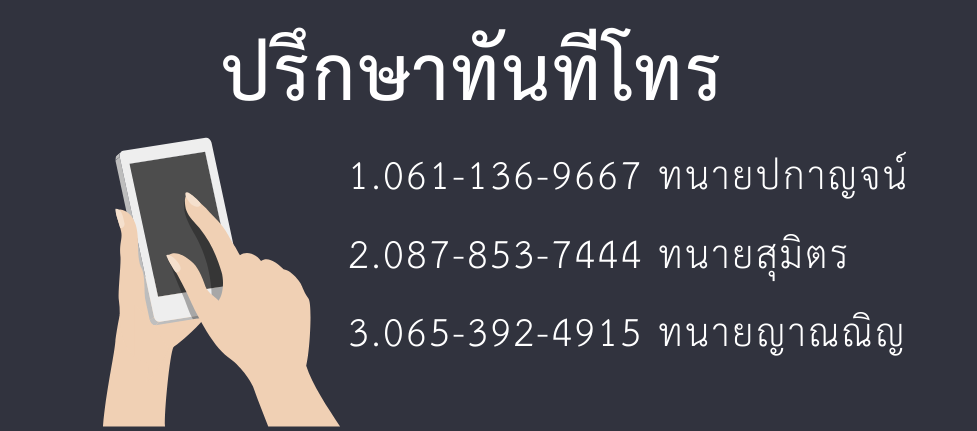 ปรึกษาทันทีโทร
1.061-136-9667 ทนายปกาญจน์
2.087-853-7444 ทนายสุมิตร
3.065-392-4915 ทนายญาณณิญ